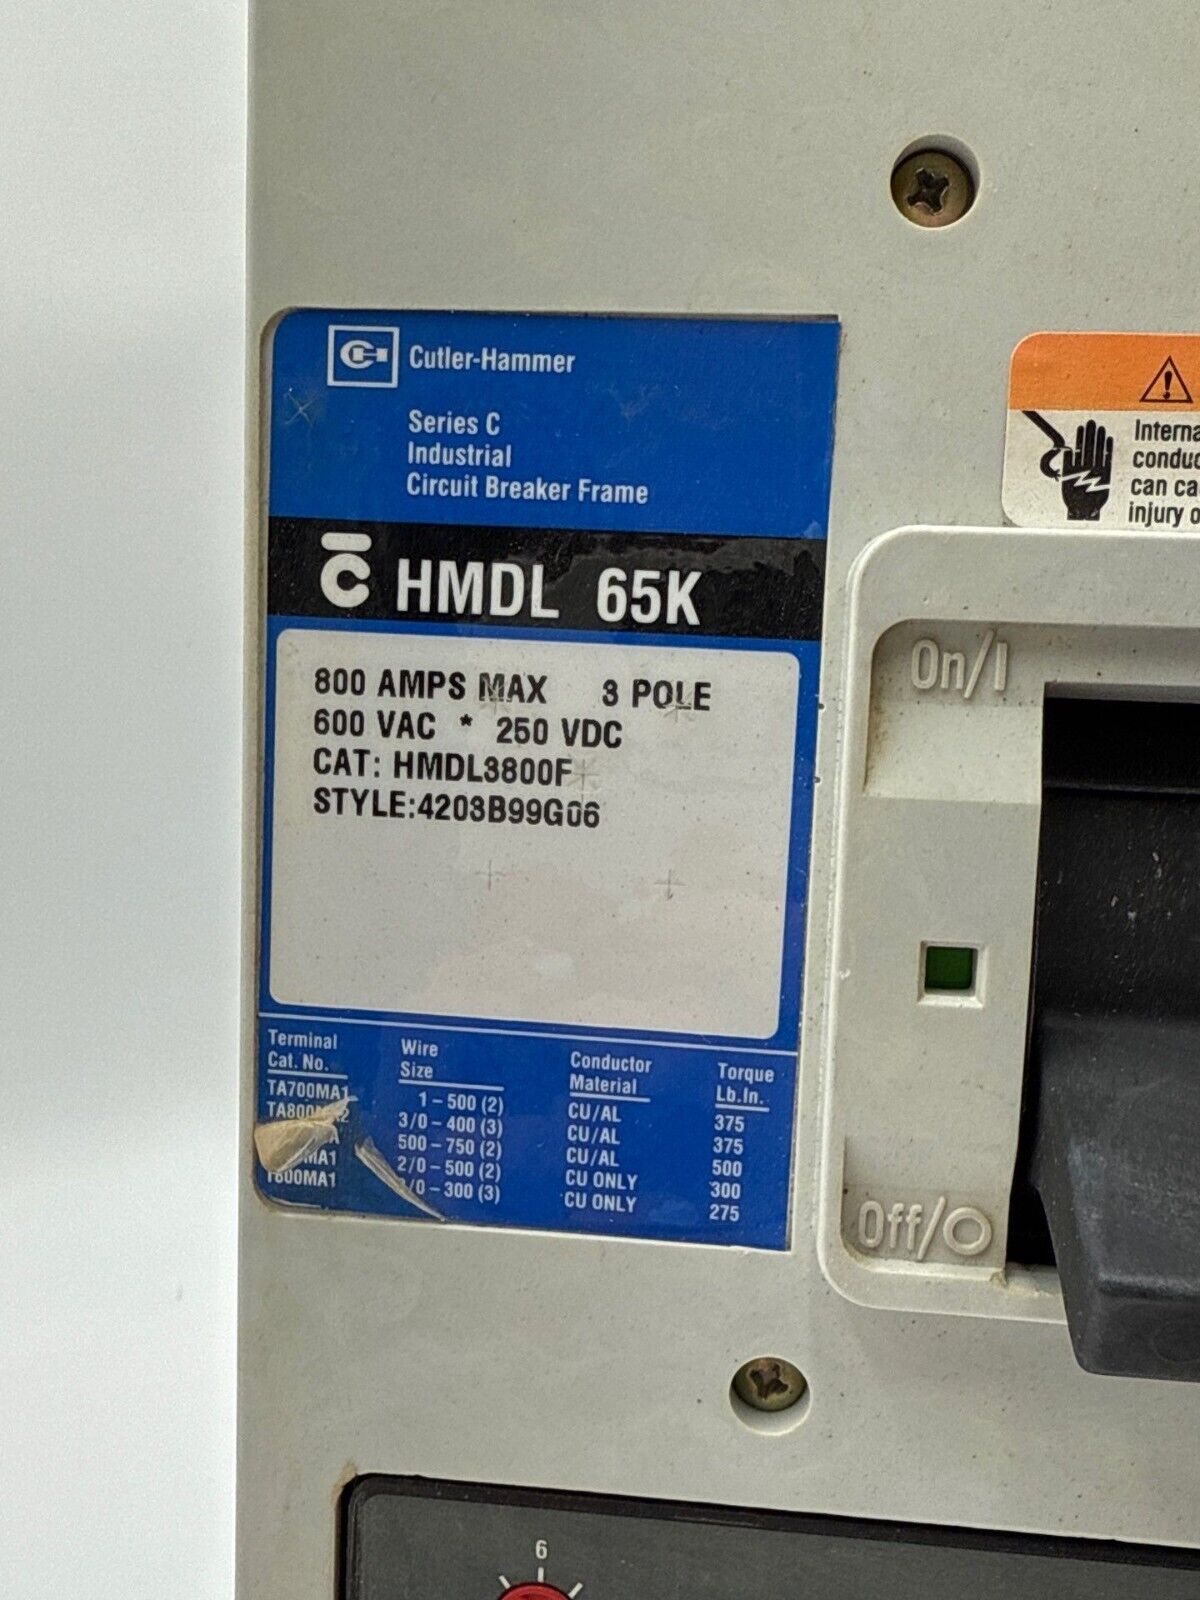 Cutler-Hammer
Series C
Industrial
Circuit Breaker Frame
C HMDL 65K
800 AMPS MAX 3 POLE
600 VAC * 250 VDC
CAT: HMDL3800F
STYLE:4203B99G06
Terminal Cat. No. Wire Size Conductor Material Torque Lb.In.
TA700MA1 1-500 (2) CU/AL 375
3/0-400 (3) CU/AL 375
500-750 (2) CU/AL 500
2/0-500 (2) CU ONLY 300
/0-300 (3) CU ONLY 275
Interna
conduc
can ca
injury o
On/I
Off/O
6